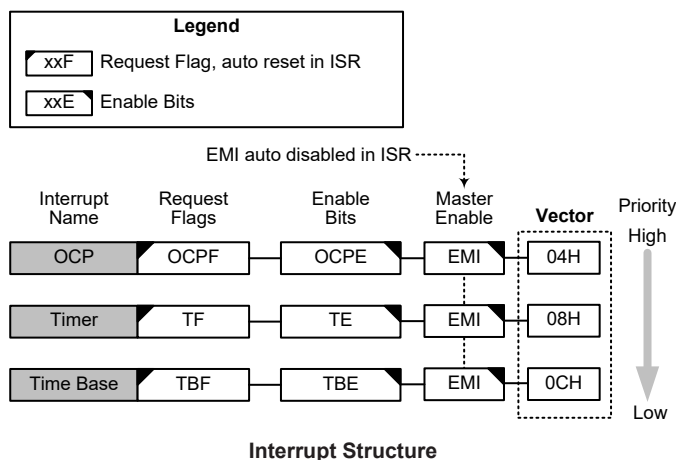 Legend
xxF Request Flag, auto reset in ISR
xxE Enable Bits
EMI auto disabled in ISR
Interrupt Name
Request Flags
Enable Bits
Master Enable
Vector
Priority
High
OCP OCPF OCPE EMI 04H
Timer TF TE EMI 08H
Time Base TBF TBE EMI 0CH
Low
Interrupt Structure